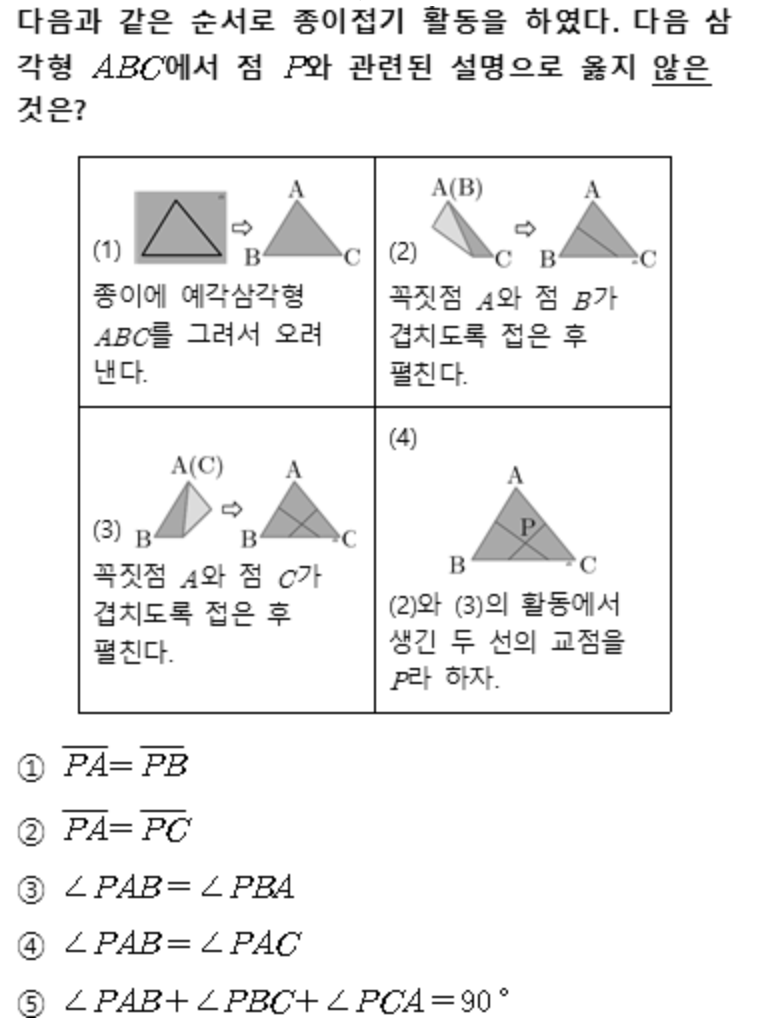 다음과 같은 순서로 종이접기 활동을 하였다. 다음 삼
각형 ABC에서 점 P와 관련된 설명으로 옳지 않은
것은?
(1) A B C
종이에 예각삼각형
ABC를 그려서 오려
낸다.
(2) A(B) C A B C
꼭짓점 A와 점 B가
겹치도록 접은 후
펼친다.
(3) A(C) B A B C
꼭짓점 A와 점 C가
겹치도록 접은 후
펼친다.
(4)
A
P
B C
(2)와 (3)의 활동에서
생긴 두 선의 교점을
P라 하자.
① P̅A̅=P̅B̅
② P̅A̅=P̅C̅
③ ∠PAB=∠PBA
④ ∠PAB=∠PAC
⑤ ∠PAB+∠PBC+∠PCA=90°